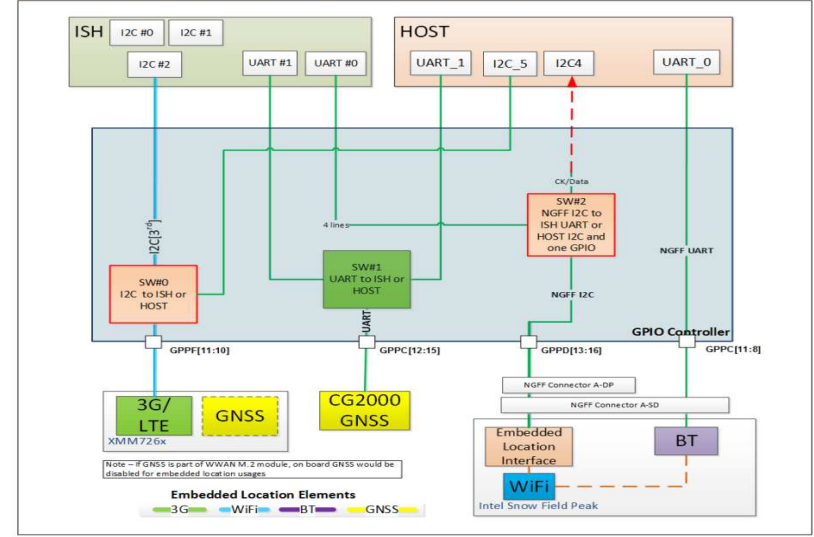 ISH
I2C #0
I2C #1
HOST
I2C #2
UART #1
UART #0
UART_1
I2C_5
I2C4
UART_0
CK/Data
SW#2
NGFF I2C to
ISH UART or
HOST I2C and
one GPIO
I2C[3rd]
4 lines
NGFF UART
SW#0
I2C to ISH or
HOST
SW#1
UART to ISH or
HOST
NGFF I2C
UART
GPIO Controller
GPPF[11:10]
GPPC[12:15]
GPPD[13:16]
GPPC[11:8]
NGFF Connector A-DP
NGFF Connector A-SD
3G/
LTE
GNSS
XMM726x
CG2000
GNSS
Embedded
Location
Interface
BT
WiFi
Intel Snow Field Peak
Note – If GNSS is part of WWAN M.2 module, on board GNSS would be
disabled for embedded location usages
Embedded Location Elements
3G
WiFi
BT
GNSS